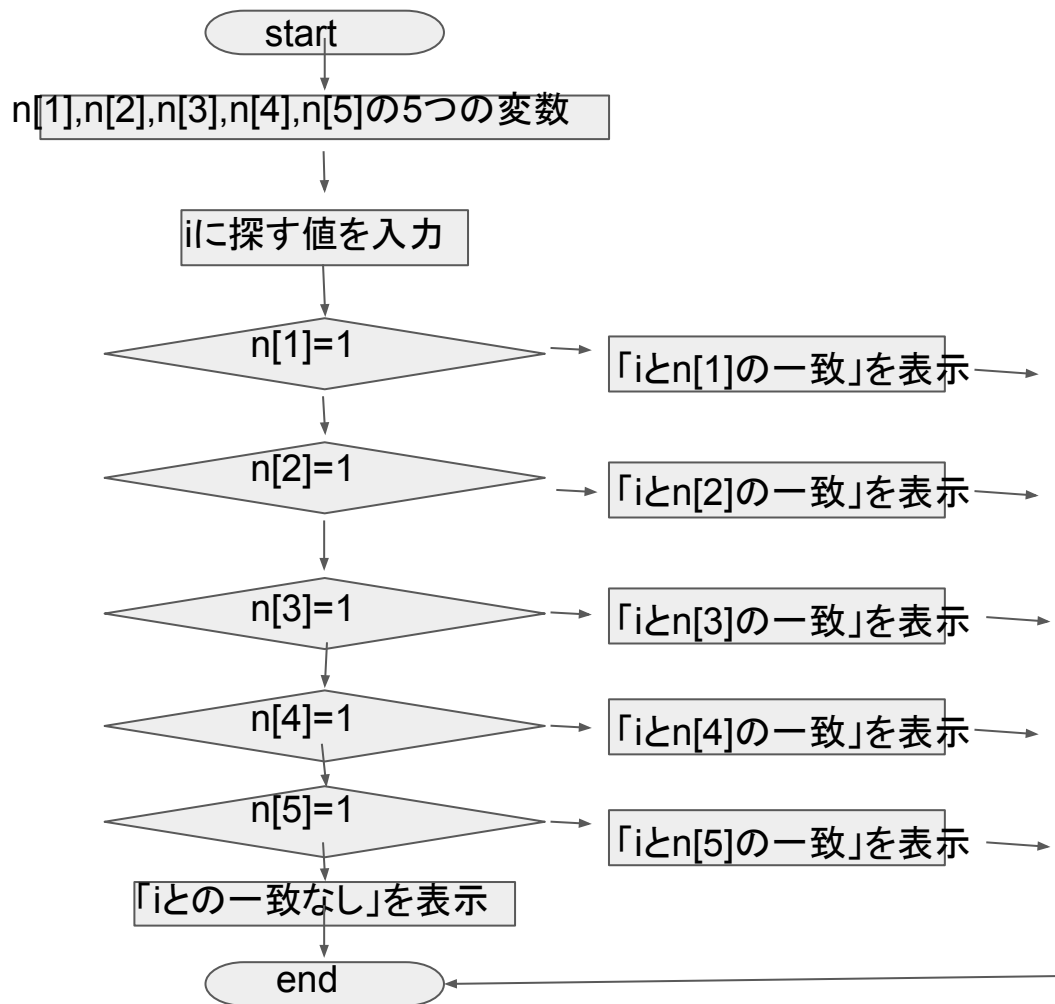 start
n[1],n[2],n[3],n[4],n[5]の5つの変数
iに探す値を入力
n[1]=1
「iとn[1]の一致」を表示
n[2]=1
「iとn[2]の一致」を表示
n[3]=1
「iとn[3]の一致」を表示
n[4]=1
「iとn[4]の一致」を表示
n[5]=1
「iとn[5]の一致」を表示
「iとの一致なし」を表示
end